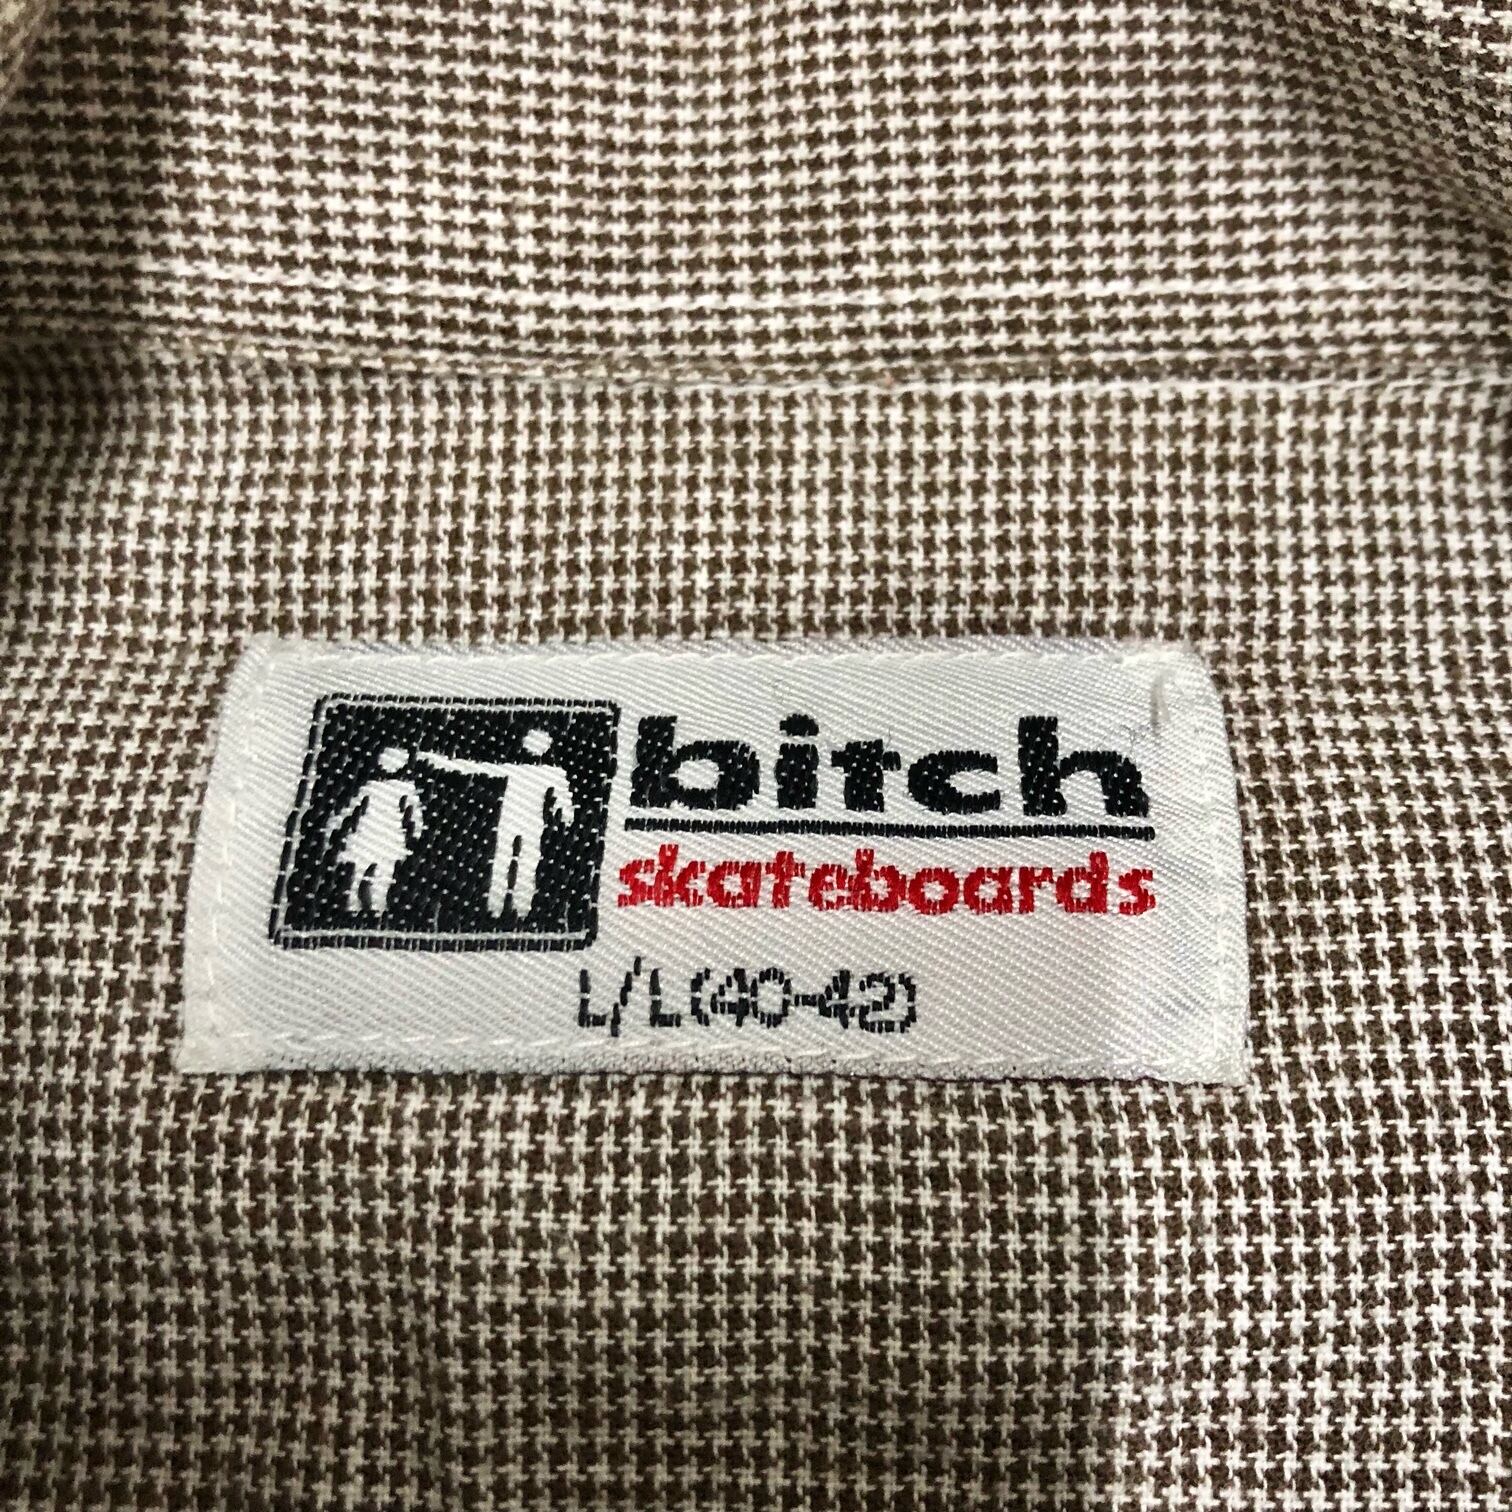 bitch
skateboards
L/L(40-42)